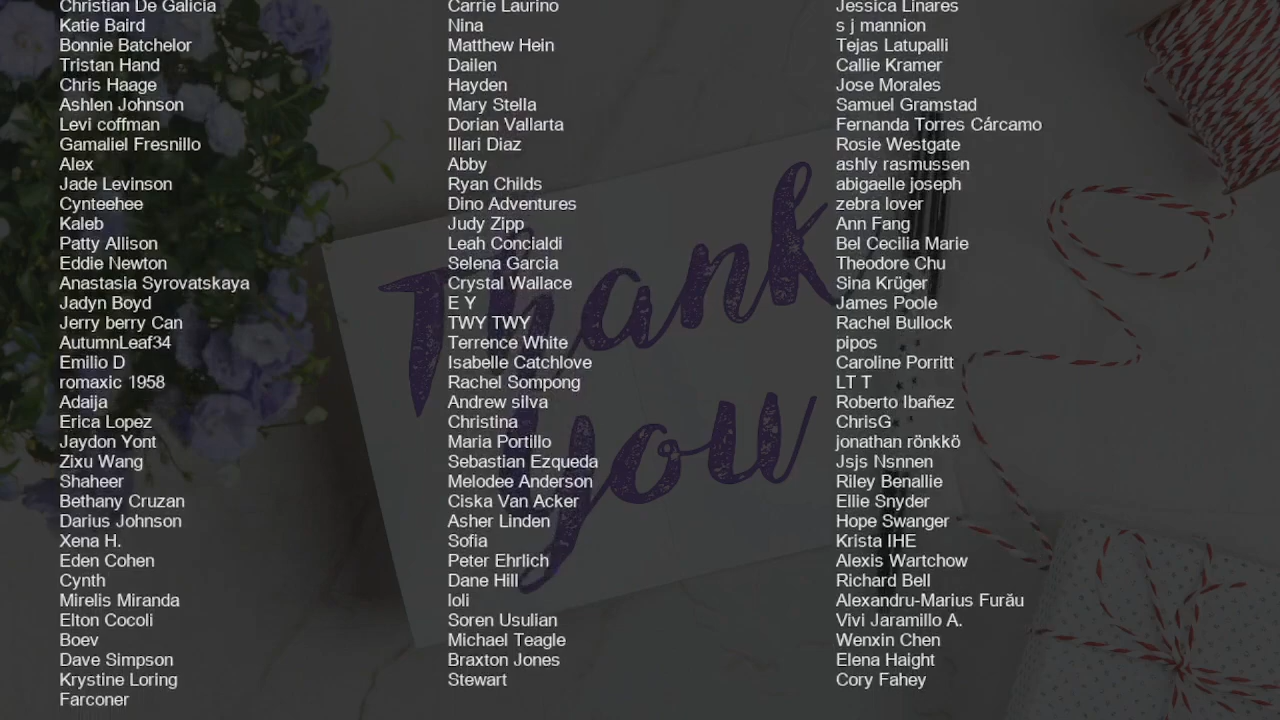 Christian De Galicia
Katie Baird
Bonnie Batchelor
Tristan Hand
Chris Haage
Ashlen Johnson
Levi coffman
Gamaliel Fresnillo
Alex
Jade Levinson
Cynteehee
Kaleb
Patty Allison
Eddie Newton
Anastasia Syrovatskaya
Jadyn Boyd
Jerry berry Can
AutumnLeaf34
Emilio D
romaxic 1958
Adaija
Erica Lopez
Jaydon Yont
Zixu Wang
Shaheer
Bethany Cruzan
Darius Johnson
Xena H.
Eden Cohen
Cynth
Mirelis Miranda
Elton Cocoli
Boev
Dave Simpson
Krystine Loring
Farconer
Carrie Laurino
Nina
Matthew Hein
Dailen
Hayden
Mary Stella
Dorian Vallarta
Illari Diaz
Abby
Ryan Childs
Dino Adventures
Judy Zipp
Leah Concialdi
Selena Garcia
Crystal Wallace
E Y
TWY TWY
Terrence White
Isabelle Catchlove
Rachel Sompong
Andrew silva
Christina
Maria Portillo
Sebastian Ezqueda
Melodee Anderson
Ciska Van Acker
Asher Linden
Sofia
Peter Ehrlich
Dane Hill
loli
Soren Usulian
Michael Teagle
Braxton Jones
Stewart
Jessica Linares
s j mannion
Tejas Latupalli
Callie Kramer
Jose Morales
Samuel Gramstad
Fernanda Torres Cárcamo
Rosie Westgate
ashly rasmussen
abigaelle joseph
zebra lover
Ann Fang
Bel Cecilia Marie
Theodore Chu
Sina Krüger
James Poole
Rachel Bullock
pipos
Caroline Porritt
LT T
Roberto Ibañez
ChrisG
jonathan rönkkö
Jsjs Nsnnen
Riley Benallie
Ellie Snyder
Hope Swanger
Krista IHE
Alexis Wartchow
Richard Bell
Alexandru-Marius Furău
Vivi Jaramillo A.
Wenxin Chen
Elena Haight
Cory Fahey
Thank
you